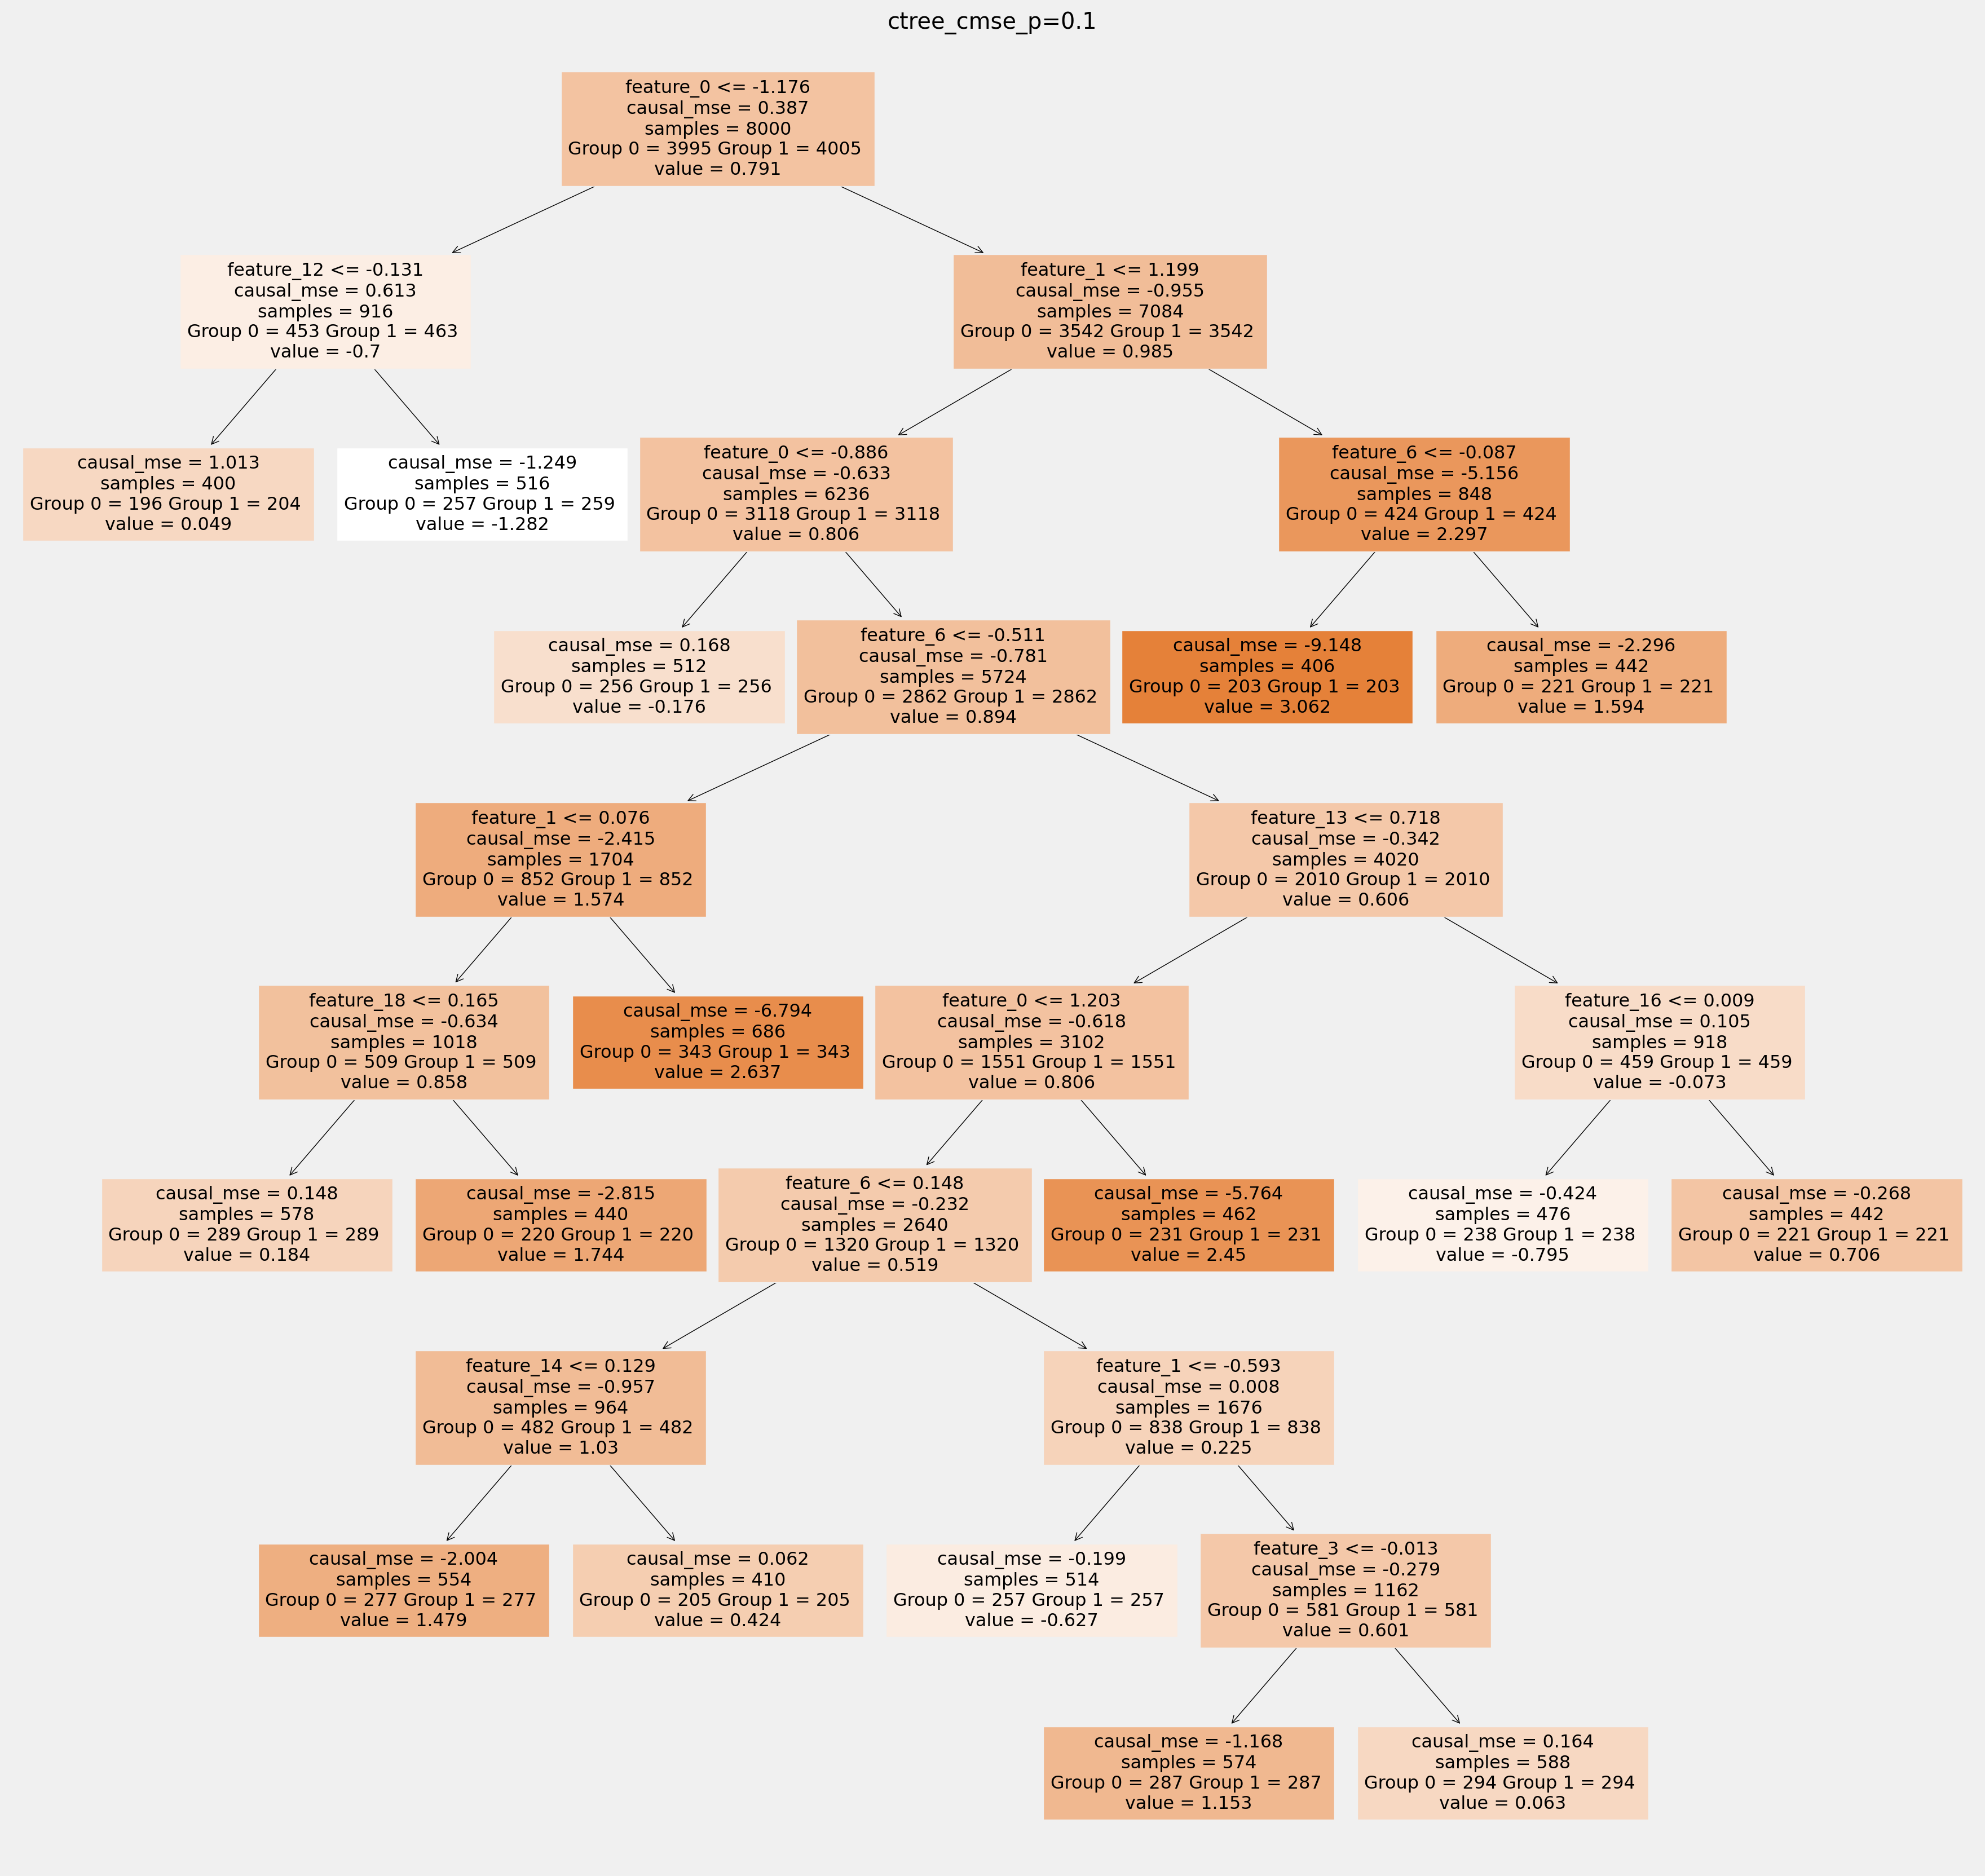 ctree_cmse_p=0.1
feature_0 <= -1.176
causal_mse = 0.387
samples = 8000
Group 0 = 3995 Group 1 = 4005
value = 0.791
feature_12 <= -0.131
causal_mse = 0.613
samples = 916
Group 0 = 453 Group 1 = 463
value = -0.7
feature_1 <= 1.199
causal_mse = -0.955
samples = 7084
Group 0 = 3542 Group 1 = 3542
value = 0.985
causal_mse = 1.013
samples = 400
Group 0 = 196 Group 1 = 204
value = 0.049
causal_mse = -1.249
samples = 516
Group 0 = 257 Group 1 = 259
value = -1.282
feature_0 <= -0.886
causal_mse = -0.633
samples = 6236
Group 0 = 3118 Group 1 = 3118
value = 0.806
feature_6 <= -0.087
causal_mse = -5.156
samples = 848
Group 0 = 424 Group 1 = 424
value = 2.297
causal_mse = 0.168
samples = 512
Group 0 = 256 Group 1 = 256
value = -0.176
feature_6 <= -0.511
causal_mse = -0.781
samples = 5724
Group 0 = 2862 Group 1 = 2862
value = 0.894
causal_mse = -9.148
samples = 406
Group 0 = 203 Group 1 = 203
value = 3.062
causal_mse = -2.296
samples = 442
Group 0 = 221 Group 1 = 221
value = 1.594
feature_1 <= 0.076
causal_mse = -2.415
samples = 1704
Group 0 = 852 Group 1 = 852
value = 1.574
feature_13 <= 0.718
causal_mse = -0.342
samples = 4020
Group 0 = 2010 Group 1 = 2010
value = 0.606
feature_18 <= 0.165
causal_mse = -0.634
samples = 1018
Group 0 = 509 Group 1 = 509
value = 0.858
causal_mse = -6.794
samples = 686
Group 0 = 343 Group 1 = 343
value = 2.637
feature_0 <= 1.203
causal_mse = -0.618
samples = 3102
Group 0 = 1551 Group 1 = 1551
value = 0.806
feature_16 <= 0.009
causal_mse = 0.105
samples = 918
Group 0 = 459 Group 1 = 459
value = -0.073
causal_mse = 0.148
samples = 578
Group 0 = 289 Group 1 = 289
value = 0.184
causal_mse = -2.815
samples = 440
Group 0 = 220 Group 1 = 220
value = 1.744
feature_6 <= 0.148
causal_mse = -0.232
samples = 2640
Group 0 = 1320 Group 1 = 1320
value = 0.519
causal_mse = -5.764
samples = 462
Group 0 = 231 Group 1 = 231
value = 2.45
causal_mse = -0.424
samples = 476
Group 0 = 238 Group 1 = 238
value = -0.795
causal_mse = -0.268
samples = 442
Group 0 = 221 Group 1 = 221
value = 0.706
feature_14 <= 0.129
causal_mse = -0.957
samples = 964
Group 0 = 482 Group 1 = 482
value = 1.03
feature_1 <= -0.593
causal_mse = 0.008
samples = 1676
Group 0 = 838 Group 1 = 838
value = 0.225
causal_mse = -2.004
samples = 554
Group 0 = 277 Group 1 = 277
value = 1.479
causal_mse = 0.062
samples = 410
Group 0 = 205 Group 1 = 205
value = 0.424
causal_mse = -0.199
samples = 514
Group 0 = 257 Group 1 = 257
value = -0.627
feature_3 <= -0.013
causal_mse = -0.279
samples = 1162
Group 0 = 581 Group 1 = 581
value = 0.601
causal_mse = -1.168
samples = 574
Group 0 = 287 Group 1 = 287
value = 1.153
causal_mse = 0.164
samples = 588
Group 0 = 294 Group 1 = 294
value = 0.063